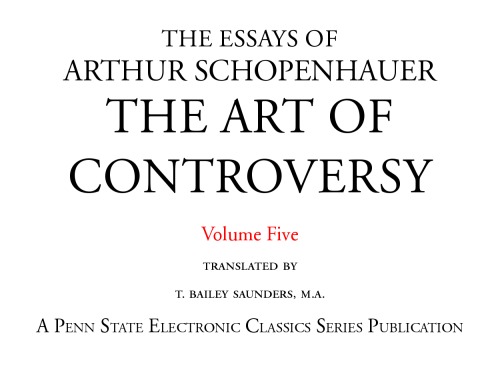 THE ESSAYS OF
ARTHUR SCHOPENHAUER
THE ART OF
CONTROVERSY
Volume Five
TRANSLATED BY
T. BAILEY SAUNDERS, M.A.
A PENN STATE ELECTRONIC CLASSICS SERIES PUBLICATION